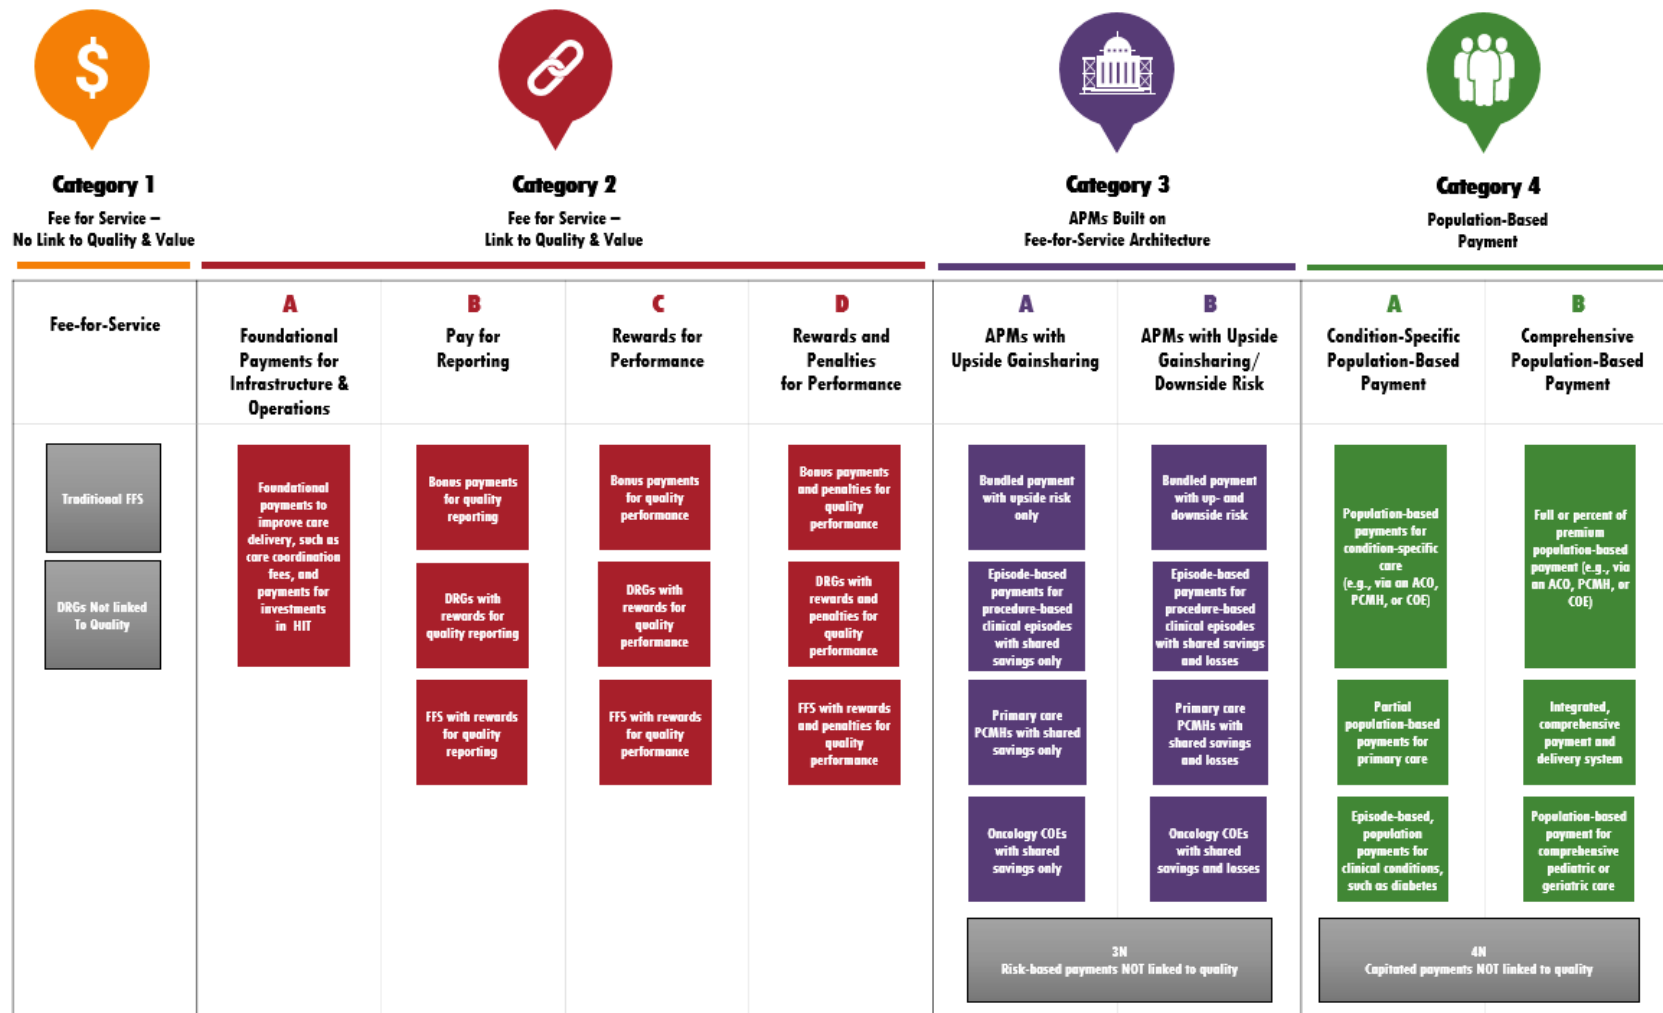 $
Category 1
Fee for Service –
No Link to Quality & Value
Category 2
Fee for Service –
Link to Quality & Value
Category 3
APMs Built on
Fee-for-Service Architecture
Category 4
Population-Based
Payment
Fee-for-Service
A
Foundational
Payments for
Infrastructure &
Operations
B
Pay for
Reporting
C
Rewards for
Performance
D
Rewards and
Penalties
for Performance
A
APMs with
Upside Gainsharing
B
APMs with Upside
Gainsharing/
Downside Risk
A
Condition-Specific
Population-Based
Payment
B
Comprehensive
Population-Based
Payment
Traditional FFS
DRGs Not linked
To Quality
Foundational
payments to
improve care
delivery, such as
care coordination
fees, and
payments for
investments
in HIT
Bonus payments
for quality
reporting
DRGs with
rewards for
quality reporting
FFS with rewards
for quality
reporting
Bonus payments
for quality
performance
DRGs with
rewards for
quality
performance
FFS with rewards
for quality
performance
Bonus payments
and penalties for
quality
performance
DRGs with
rewards and
penalties for
quality
performance
FFS with rewards
and penalties for
quality
performance
Bundled payment
with upside risk
only
Episode-based
payments for
procedure-based
clinical episodes
with shared
savings only
Primary care
PCMHs with shared
savings only
Oncology COEs
with shared
savings only
Bundled payment
with up- and
downside risk
Episode-based
payments for
procedure-based
clinical episodes
with shared savings
and losses
Primary care
PCMHs with
shared savings
and losses
Oncology COEs
with shared
savings and losses
3N
Risk-based payments NOT linked to quality
Population-based
payments for
condition-specific
care
(e.g., via an ACO,
PCMH, or COE)
Partial
population-based
payments for
primary care
Episode-based,
population
payments for
clinical conditions,
such as diabetes
Full or percent of
premium
population-based
payment (e.g., via
an ACO, PCMH, or
COE)
Integrated,
comprehensive
payment and
delivery system
Population-based
payment for
comprehensive
pediatric or
geriatric care
4N
Capitated payments NOT linked to quality